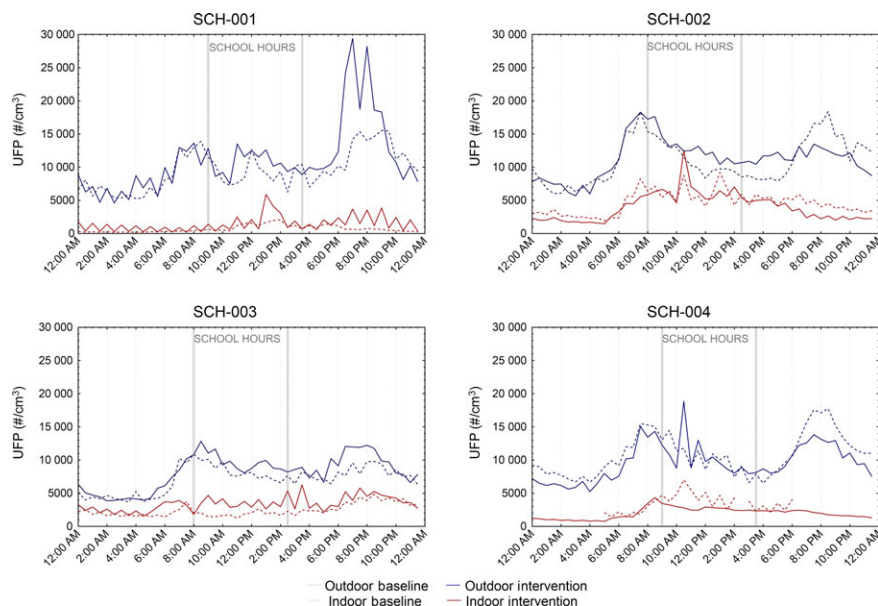 SCH-001
SCHOOL HOURS
UFP (#/cm³)
30 000
25 000
20 000
15 000
10 000
5000
0
12:00 AM 2:00 AM 4:00 AM 6:00 AM 8:00 AM 10:00 AM 12:00 PM 2:00 PM 4:00 PM 6:00 PM 8:00 PM 10:00 PM 12:00 AM
SCH-002
SCHOOL HOURS
UFP (#/cm³)
30 000
25 000
20 000
15 000
10 000
5000
0
12:00 AM 2:00 AM 4:00 AM 6:00 AM 8:00 AM 10:00 AM 12:00 PM 2:00 PM 4:00 PM 6:00 PM 8:00 PM 10:00 PM 12:00 AM
SCH-003
SCHOOL HOURS
UFP (#/cm³)
30 000
25 000
20 000
15 000
10 000
5000
0
12:00 AM 2:00 AM 4:00 AM 6:00 AM 8:00 AM 10:00 AM 12:00 PM 2:00 PM 4:00 PM 6:00 PM 8:00 PM 10:00 PM 12:00 AM
SCH-004
SCHOOL HOURS
UFP (#/cm³)
30 000
25 000
20 000
15 000
10 000
5000
0
12:00 AM 2:00 AM 4:00 AM 6:00 AM 8:00 AM 10:00 AM 12:00 PM 2:00 PM 4:00 PM 6:00 PM 8:00 PM 10:00 PM 12:00 AM
Outdoor baseline Outdoor intervention
Indoor baseline Indoor intervention